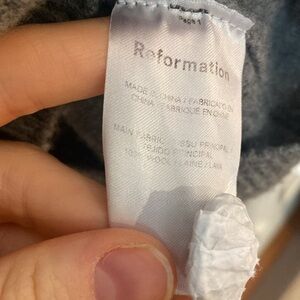 Reformation
MADE IN CHINA / FABRICADO EN
CHINA / FABRIQUÉ EN CHINE
MAIN FABRIC / TISSU PRINCIPAL
TEJIDO PRINCIPAL
100% WOOL / LAINE / LANA